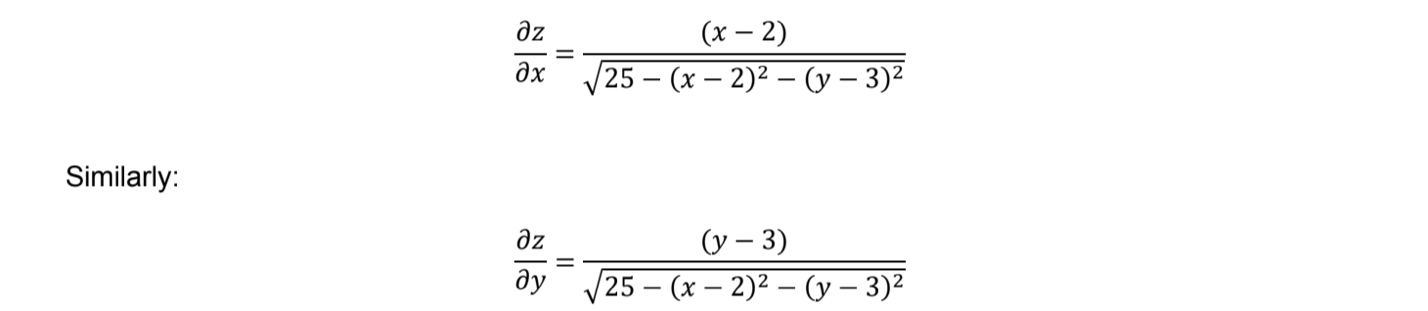 ∂z/∂x = (x − 2)/√(25 − (x − 2)² − (y − 3)²)
Similarly:
∂z/∂y = (y − 3)/√(25 − (x − 2)² − (y − 3)²)